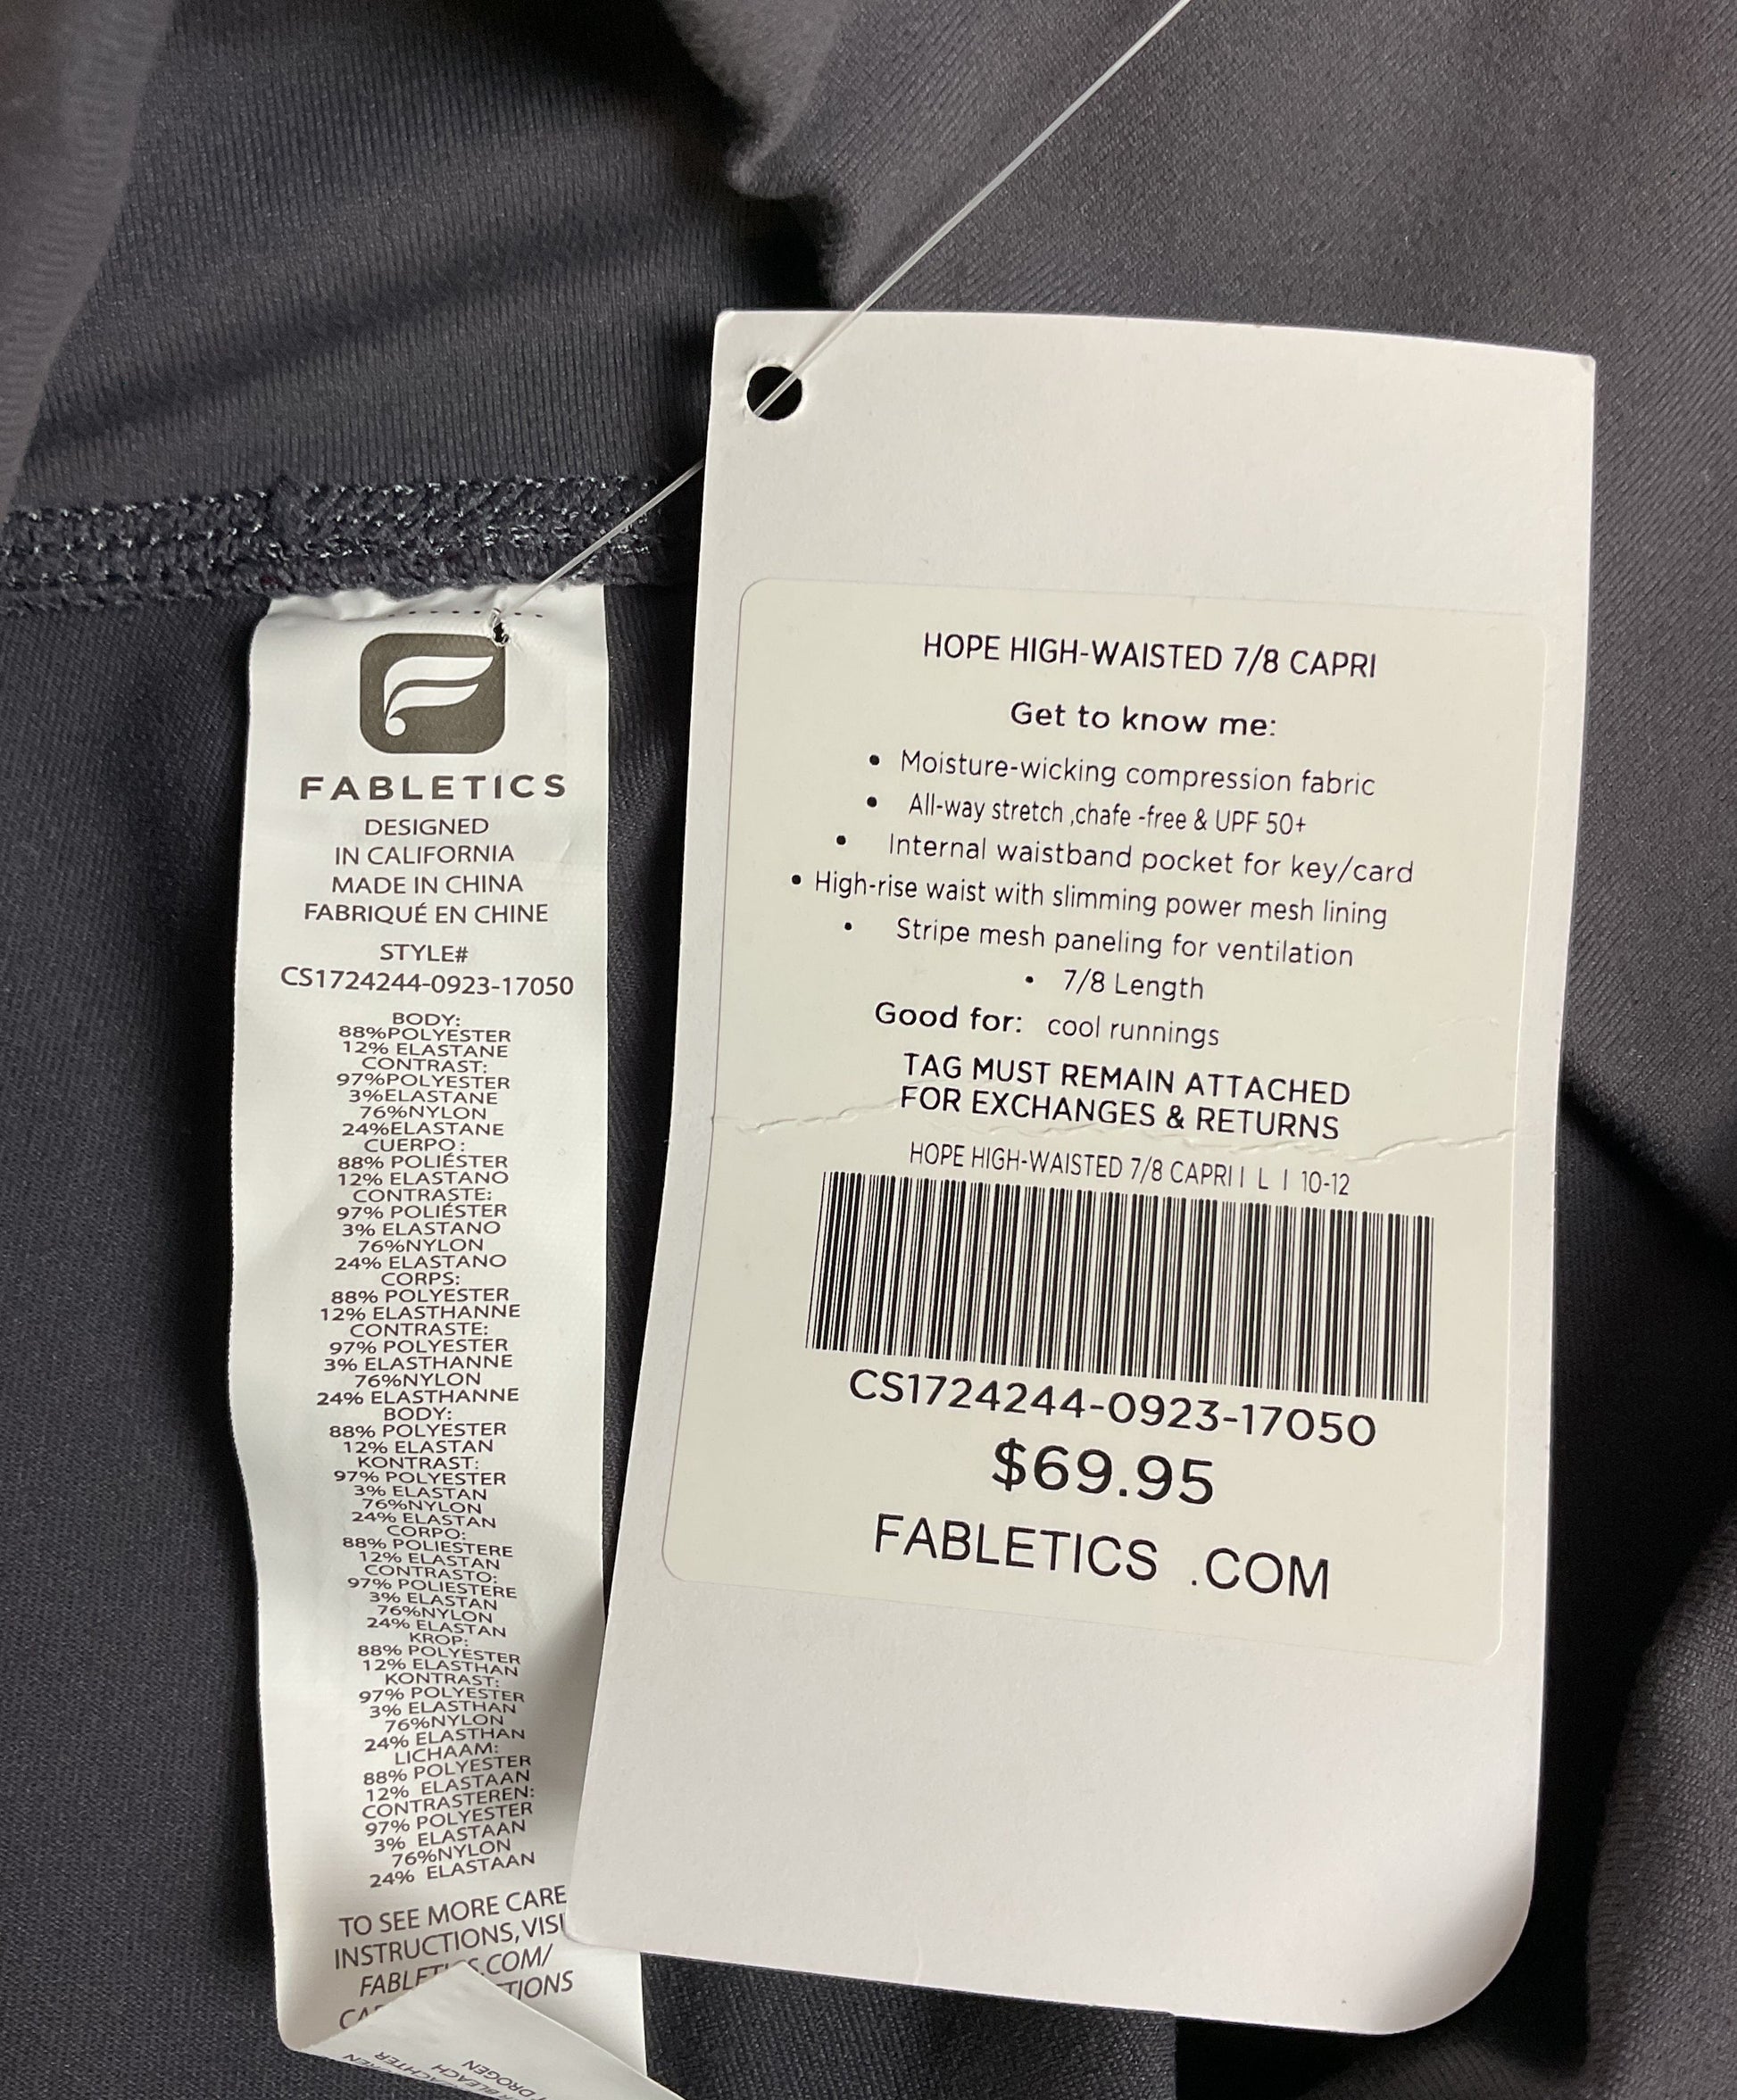 FABLETICS
DESIGNED
IN CALIFORNIA
MADE IN CHINA
FABRIQUÉ EN CHINE
STYLE#
CS1724244-0923-17050
BODY:
88%POLYESTER
12% ELASTANE
CONTRAST:
97%POLYESTER
3%ELASTANE
76%NYLON
24%ELASTANE
CUERPO:
88% POLIÉSTER
12% ELASTANO
CONTRASTE:
97% POLIÉSTER
3% ELASTANO
76%NYLON
24% ELASTANO
CORPS:
88% POLYESTER
12% ELASTHANNE
CONTRASTE:
97% POLYESTER
3% ELASTHANNE
76%NYLON
24% ELASTHANNE
BODY:
88% POLYESTER
12% ELASTAN
KONTRAST:
97% POLYESTER
3% ELASTAN
76%NYLON
24% ELASTAN
CORPO:
88% POLIESTERE
12% ELASTAN
CONTRASTO:
97% POLIESTERE
3% ELASTAN
76%NYLON
24% ELASTAN
KROP:
88% POLYESTER
12% ELASTHAN
KONTRAST:
97% POLYESTER
3% ELASTHAN
76%NYLON
24% ELASTHAN
LICHAAM:
88% POLYESTER
12% ELASTAAN
CONTRASTEREN:
97% POLYESTER
3% ELASTAAN
76%NYLON
24% ELASTAAN
TO SEE MORE CARE
INSTRUCTIONS,
.COM/
HOPE HIGH-WAISTED 7/8 CAPRI
Get to know me:
• Moisture-wicking compression fabric
• All-way stretch ,chafe -free & UPF 50+
• Internal waistband pocket for key/card
• High-rise waist with slimming power mesh lining
• Stripe mesh paneling for ventilation
• 7/8 Length
Good for: cool runnings
TAG MUST REMAIN ATTACHED
FOR EXCHANGES & RETURNS
HOPE HIGH-WAISTED 7/8 CAPRI | L | 10-12
CS1724244-0923-17050
$69.95
FABLETICS .COM